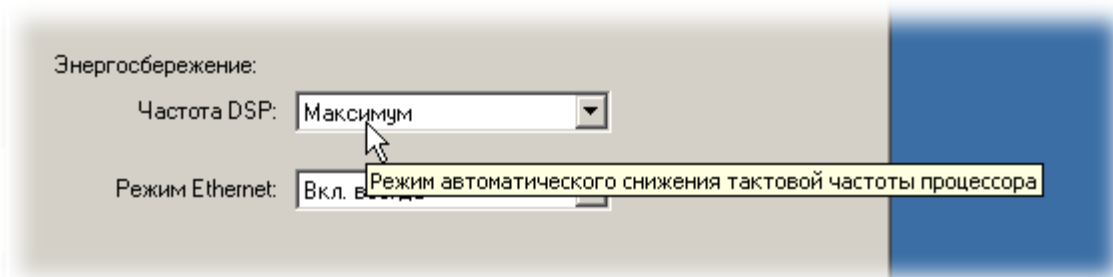 Энергосбережение:
Частота DSP: Максимум
Режим Ethernet: Вкл.
Режим автоматического снижения тактовой частоты процессора